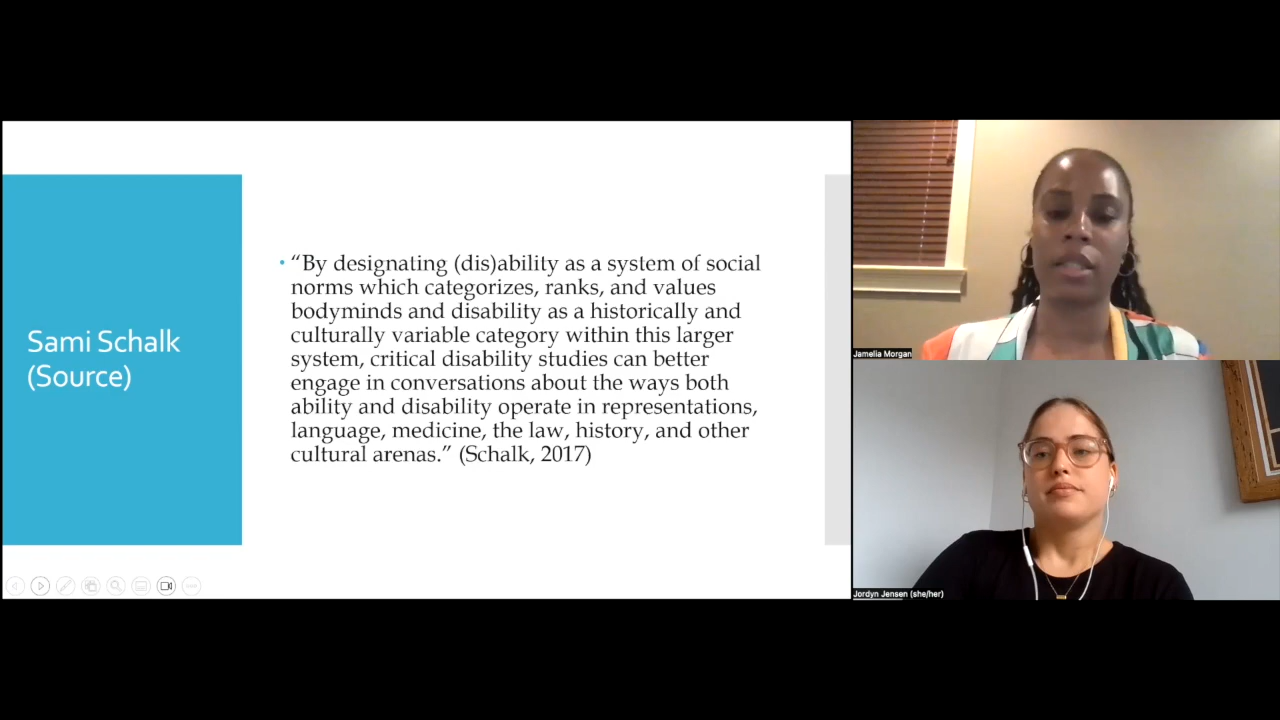 Sami Schalk
(Source)
• “By designating (dis)ability as a system of social
norms which categorizes, ranks, and values
bodyminds and disability as a historically and
culturally variable category within this larger
system, critical disability studies can better
engage in conversations about the ways both
ability and disability operate in representations,
language, medicine, the law, history, and other
cultural arenas.” (Schalk, 2017)
Jamelia Morgan
Jordyn Jensen (she/her)